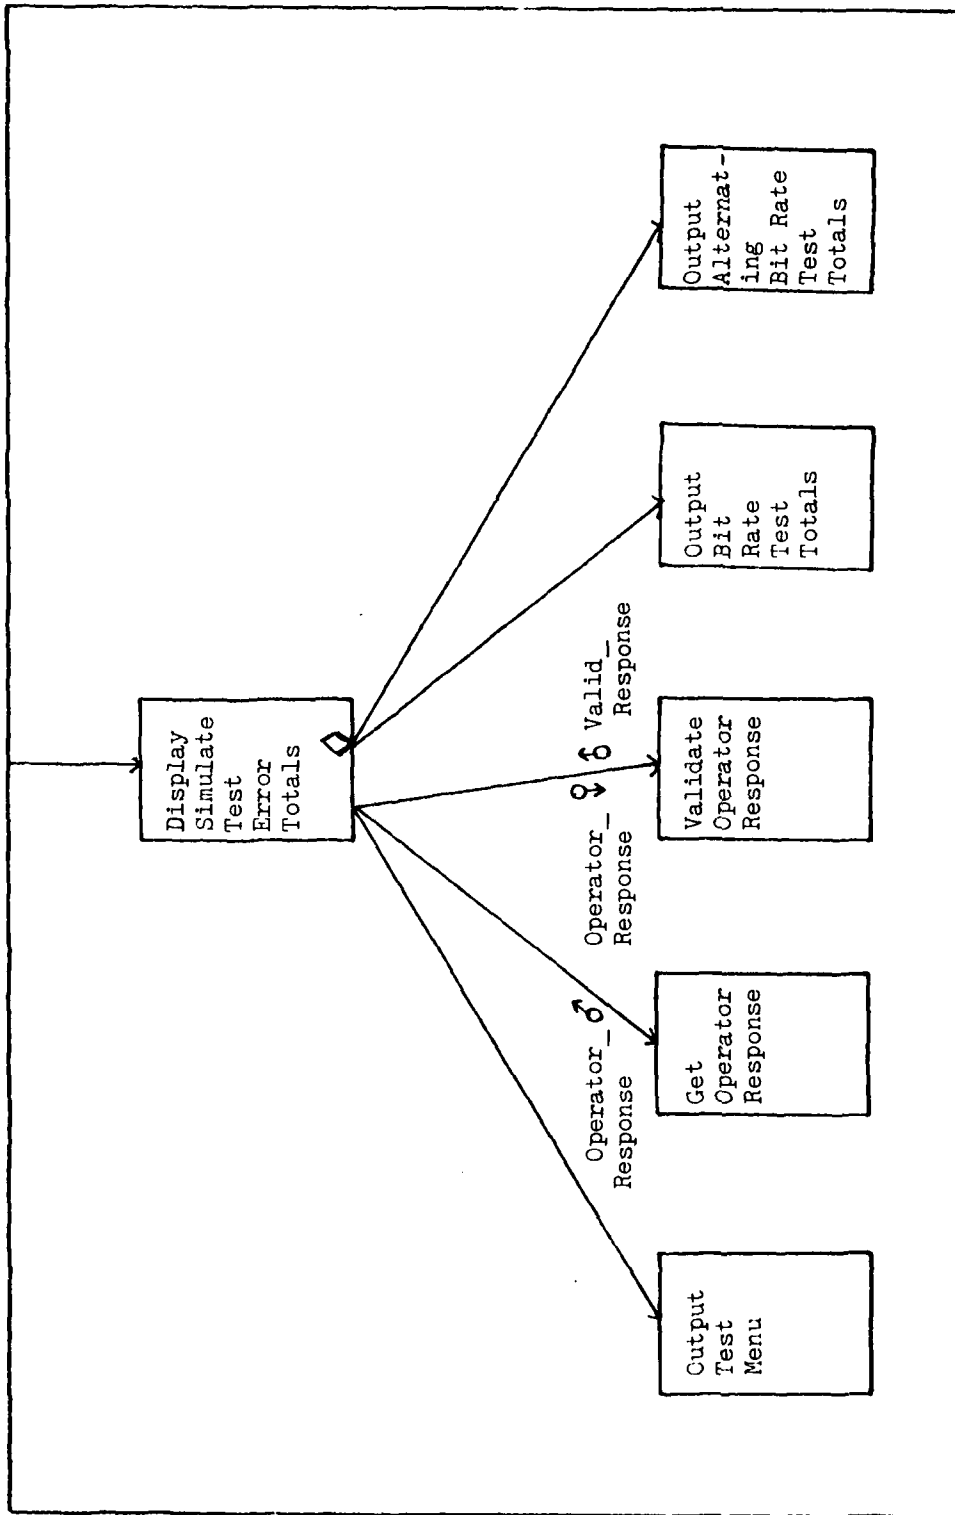 Display
Simulate
Test
Error
Totals
Operator_
Response
Operator_
Response
Valid_
Response
Cutput
Test
Menu
Get
Operator
Response
Validate
Operator
Response
Output
Bit
Rate
Test
Totals
Output
Alternat-
ing
Bit Rate
Test
Totals